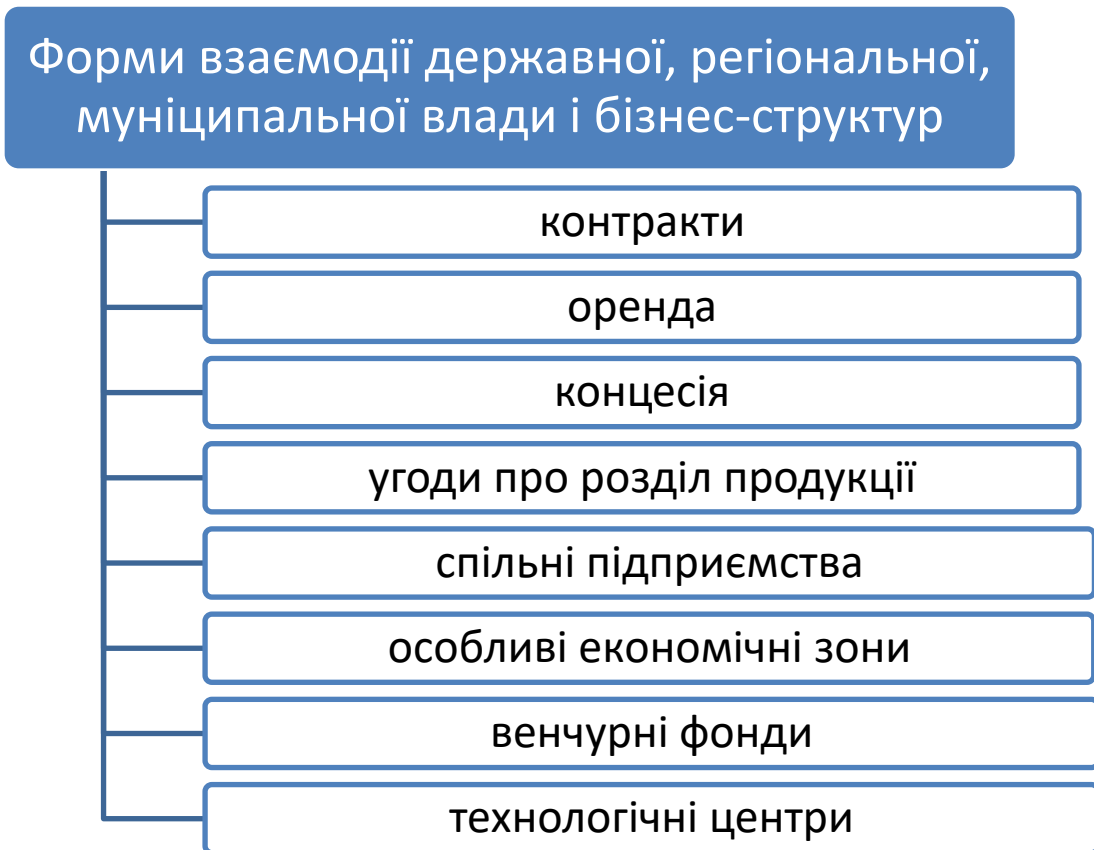 Форми взаємодії державної, регіональної,
муніципальної влади і бізнес-структур
контракти
оренда
концесія
угоди про розділ продукції
спільні підприємства
особливі економічні зони
венчурні фонди
технологічні центри